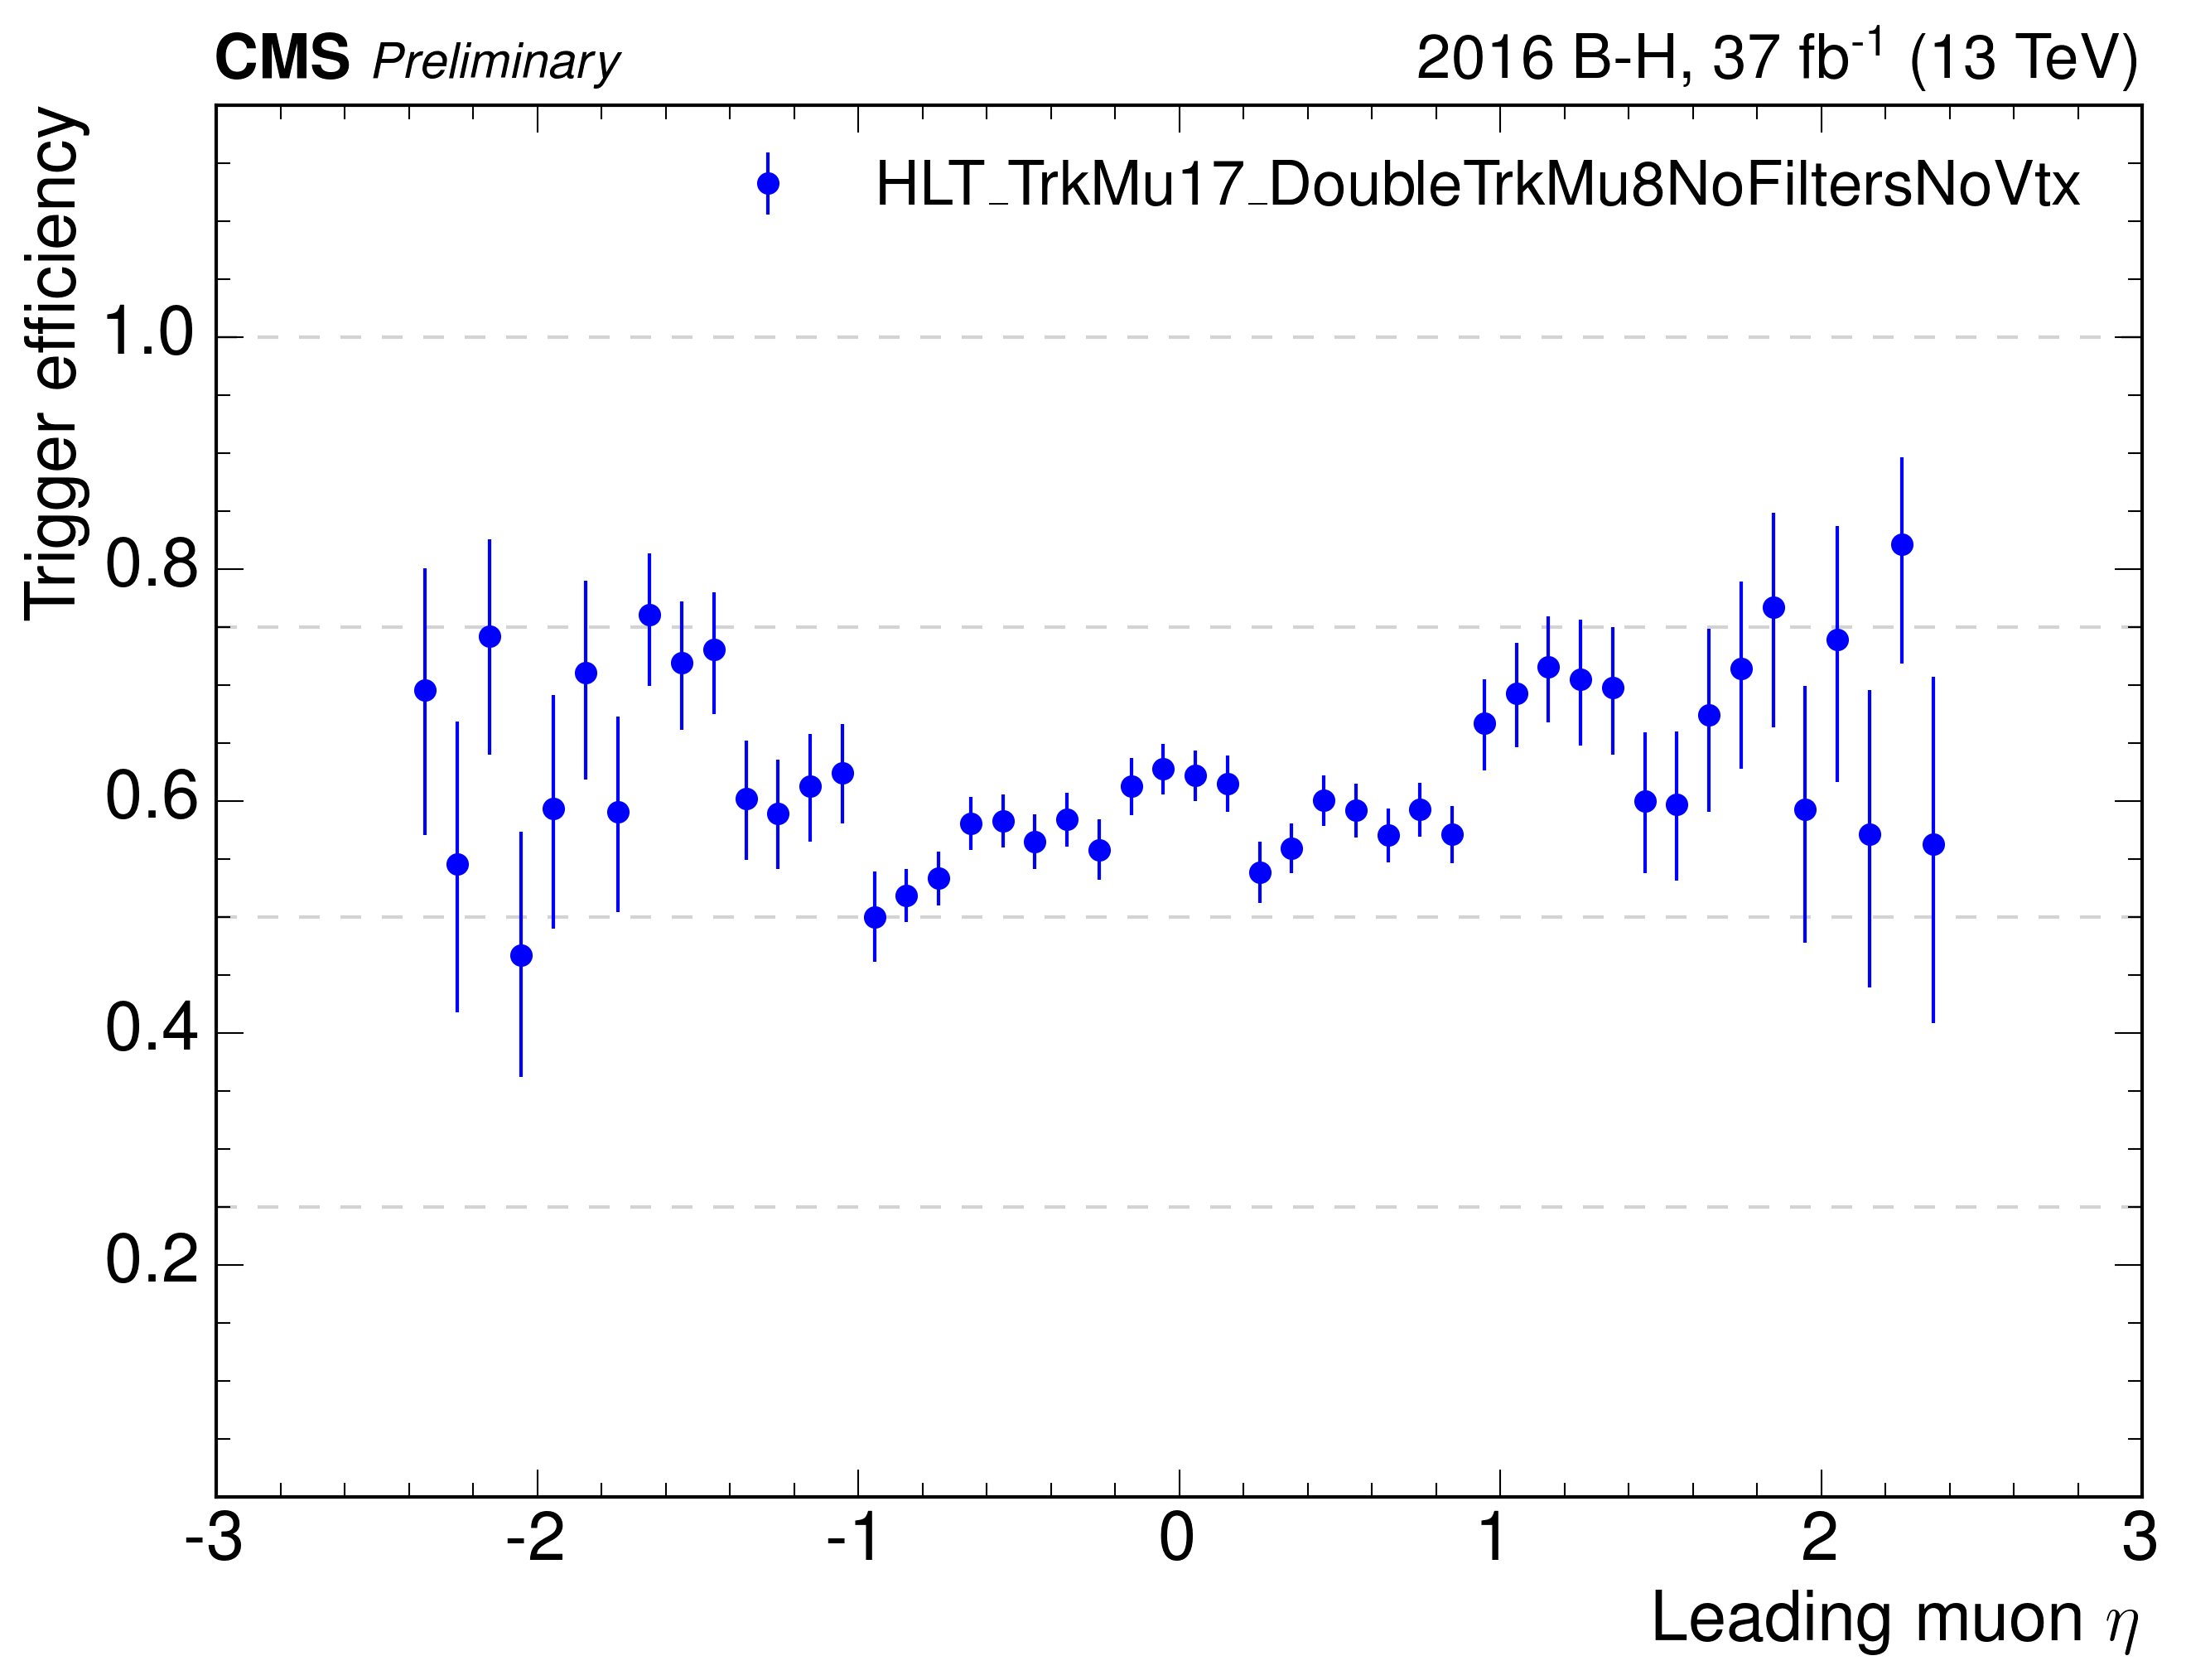 CMS Preliminary 2016 B-H, 37 fb⁻¹ (13 TeV)
HLT_TrkMu17_DoubleTrkMu8NoFiltersNoVtx
Trigger efficiency
1.0
0.8
0.6
0.4
0.2
-3 -2 -1 0 1 2 3
Leading muon η